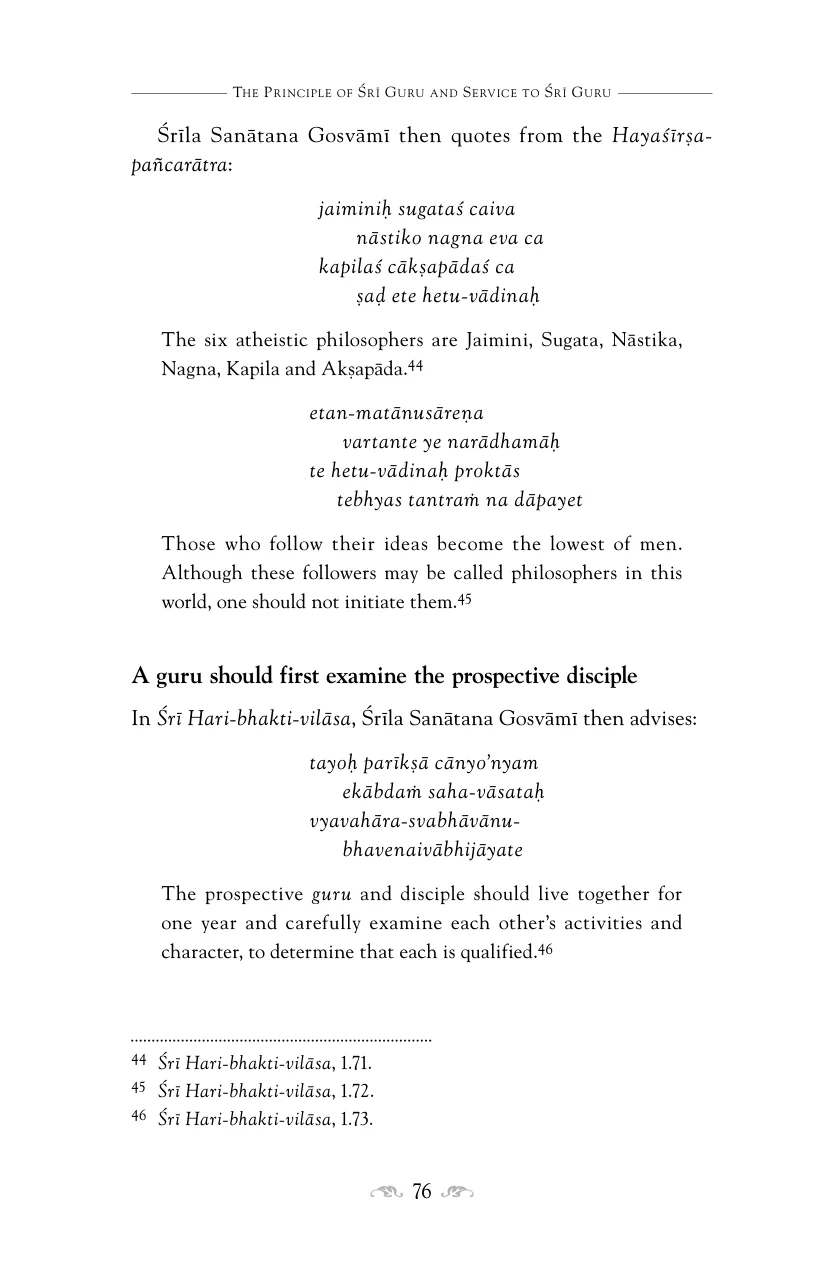 The Principle of Śrī Guru and Service to Śrī Guru
Śrīla Sanātana Gosvāmī then quotes from the Hayaśīrṣa-
pañcarātra:
jaiminiḥ sugataś caiva
nāstiko nagna eva ca
kapilaś cākṣapādaś ca
ṣaḍ ete hetu-vādinaḥ
The six atheistic philosophers are Jaimini, Sugata, Nāstika,
Nagna, Kapila and Akṣapāda.44
etan-matānusāreṇa
vartante ye narādhamāḥ
te hetu-vādinaḥ proktās
tebhyas tantraṁ na dāpayet
Those who follow their ideas become the lowest of men.
Although these followers may be called philosophers in this
world, one should not initiate them.45
A guru should first examine the prospective disciple
In Śrī Hari-bhakti-vilāsa, Śrīla Sanātana Gosvāmī then advises:
tayoḥ parīkṣā cānyo’nyam
ekābdaṁ saha-vāsataḥ
vyavahāra-svabhāvānu-
bhavenaivābhijāyate
The prospective guru and disciple should live together for
one year and carefully examine each other’s activities and
character, to determine that each is qualified.46
44 Śrī Hari-bhakti-vilāsa, 1.71.
45 Śrī Hari-bhakti-vilāsa, 1.72.
46 Śrī Hari-bhakti-vilāsa, 1.73.
76